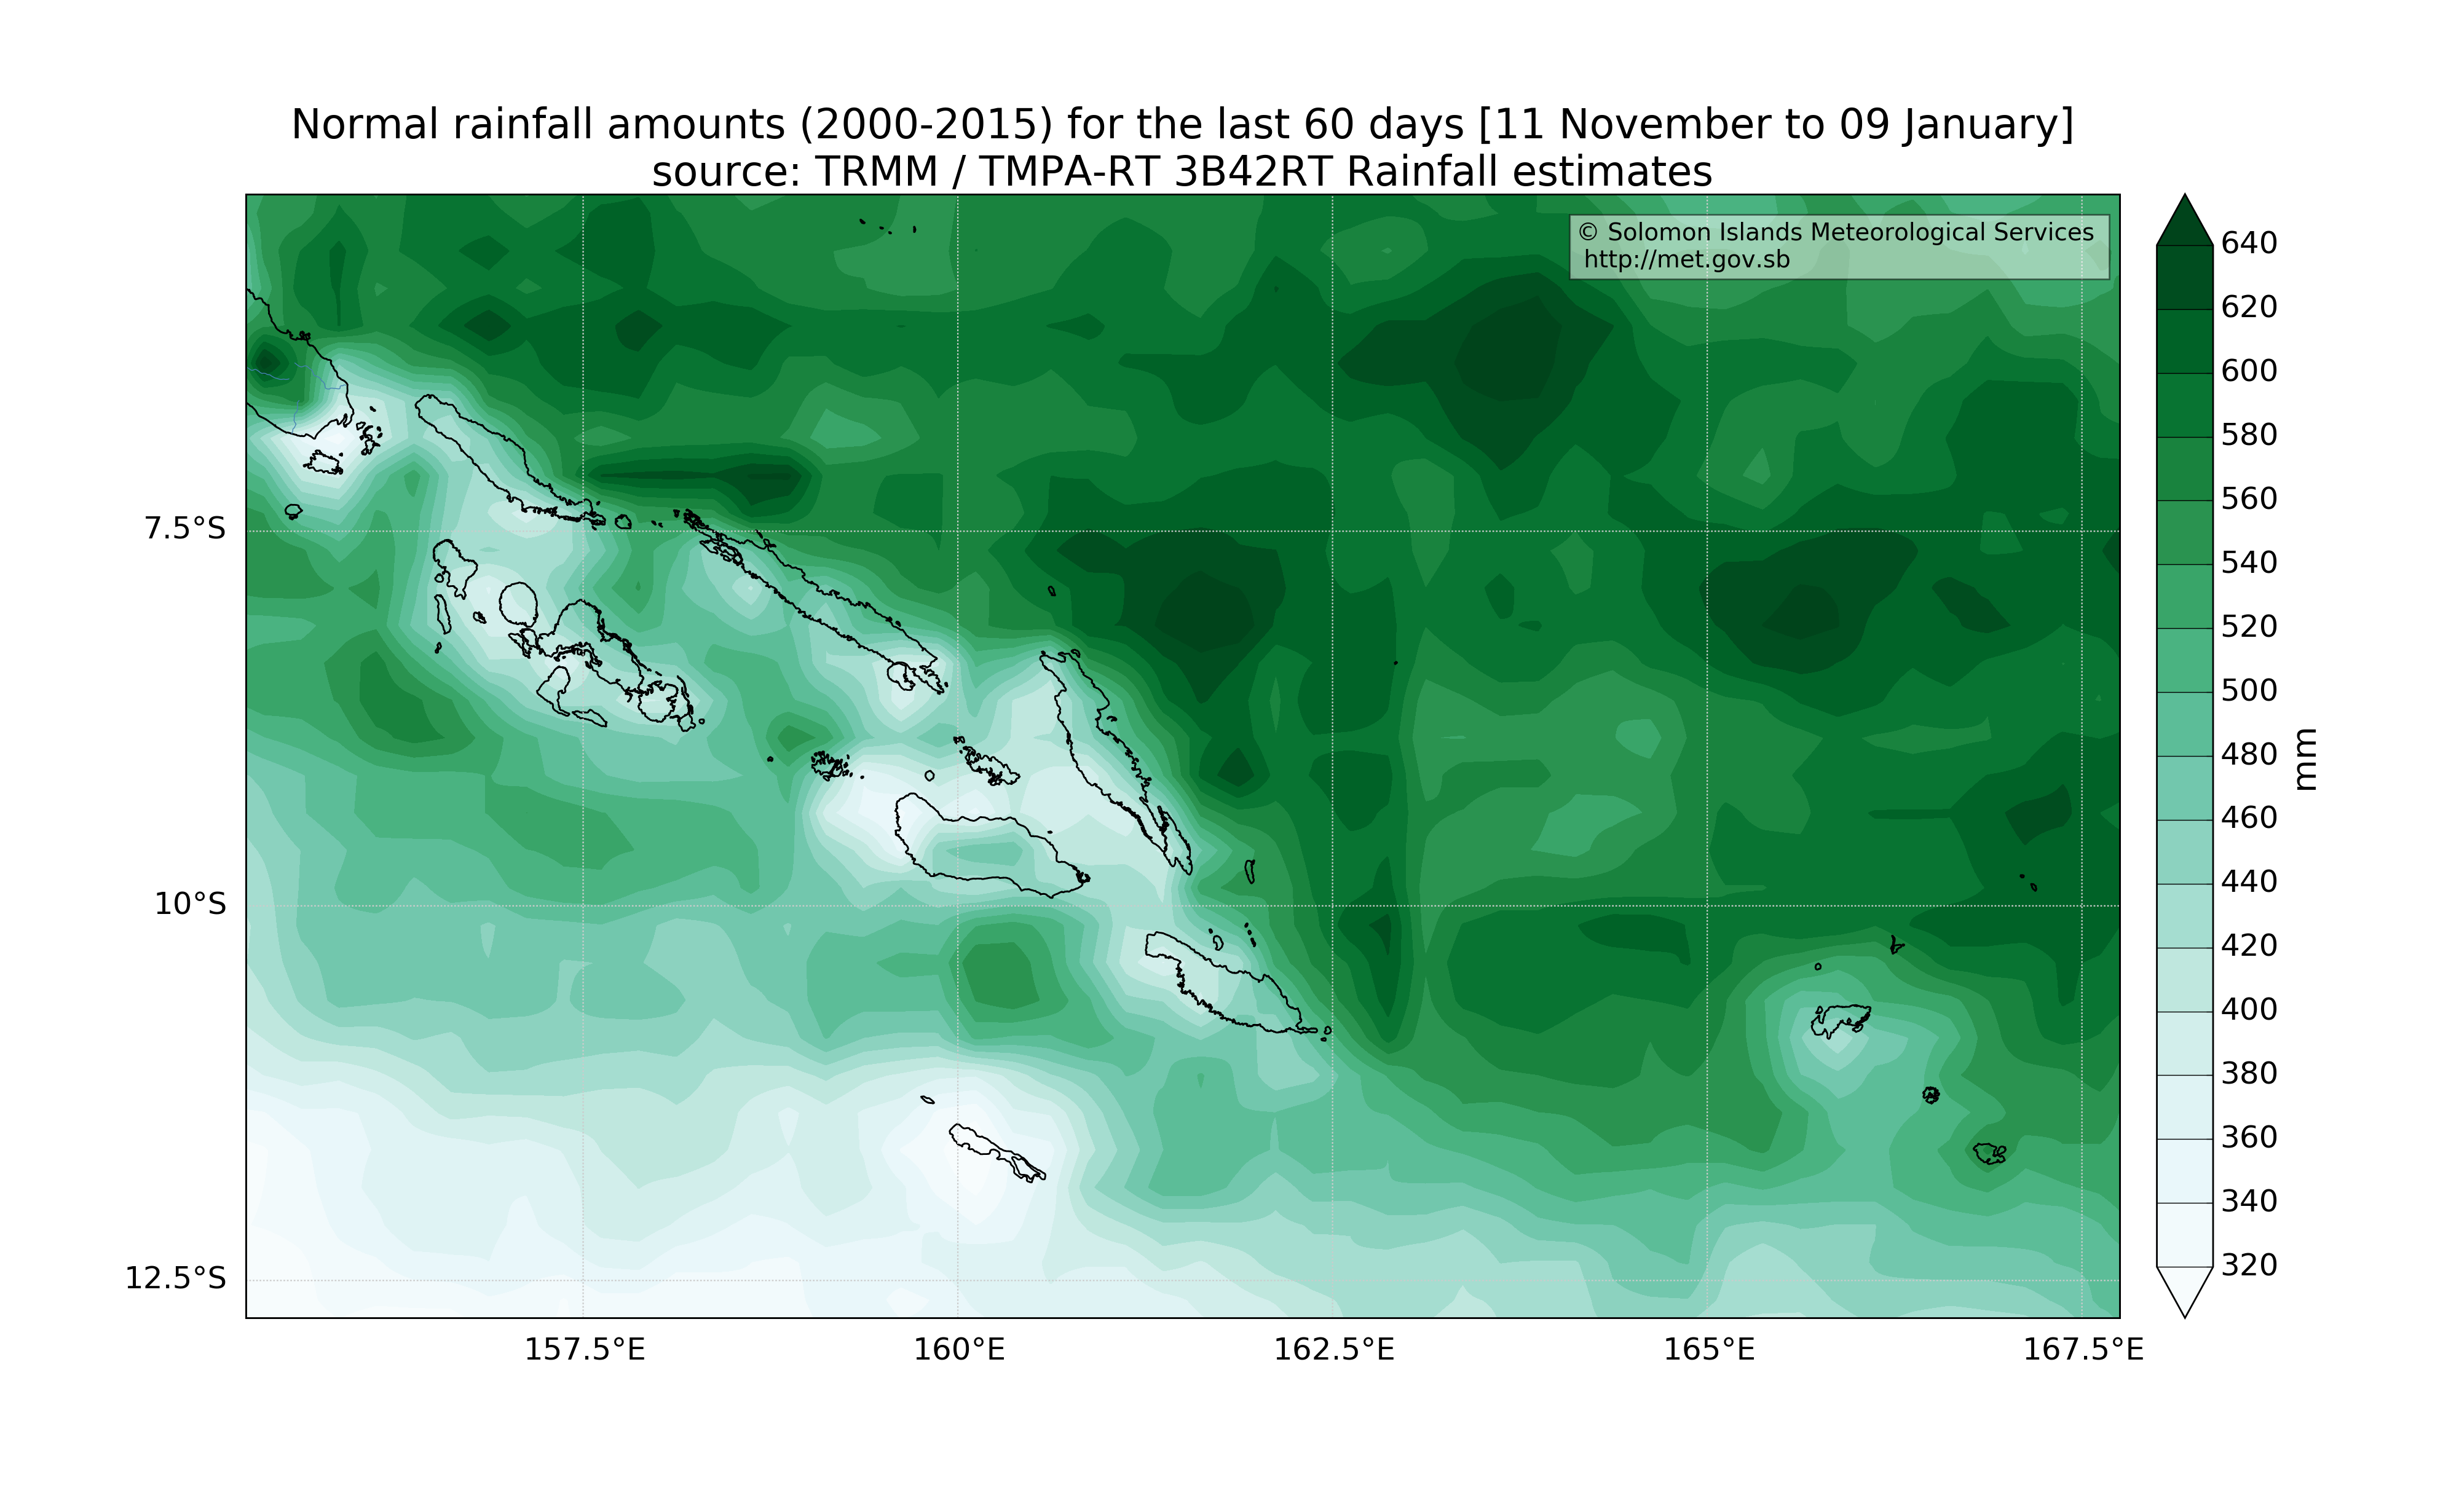 Normal rainfall amounts (2000-2015) for the last 60 days [11 November to 09 January]
source: TRMM / TMPA-RT 3B42RT Rainfall estimates
© Solomon Islands Meteorological Services
http://met.gov.sb
7.5°S
10°S
12.5°S
157.5°E
160°E
162.5°E
165°E
167.5°E
640
620
600
580
560
540
520
500
480
460
440
420
400
380
360
340
320
mm